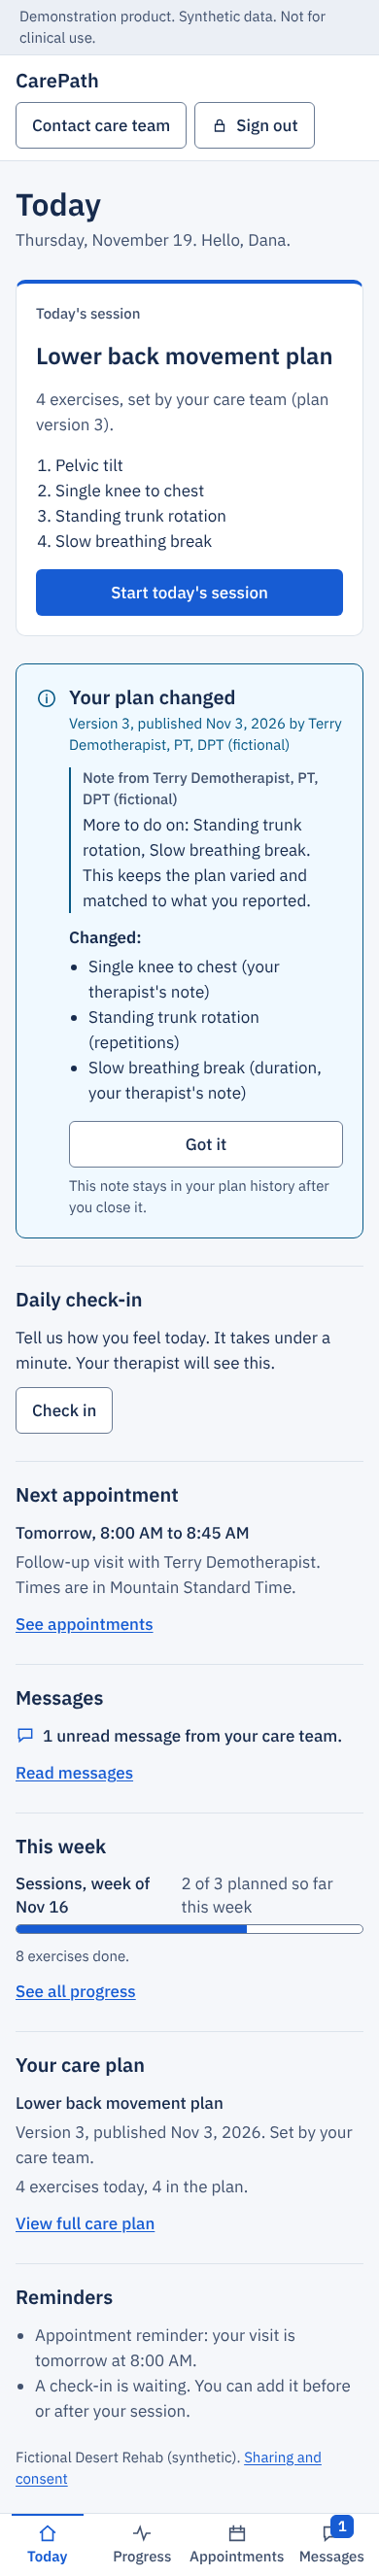 Demonstration product. Synthetic data. Not for
clinical use.
CarePath
Contact care team
Sign out
Today
Thursday, November 19. Hello, Dana.
Today's session
Lower back movement plan
4 exercises, set by your care team (plan
version 3).
1. Pelvic tilt
2. Single knee to chest
3. Standing trunk rotation
4. Slow breathing break
Start today's session
Your plan changed
Version 3, published Nov 3, 2026 by Terry
Demotherapist, PT, DPT (fictional)
Note from Terry Demotherapist, PT,
DPT (fictional)
More to do on: Standing trunk
rotation, Slow breathing break.
This keeps the plan varied and
matched to what you reported.
Changed:
• Single knee to chest (your
therapist's note)
• Standing trunk rotation
(repetitions)
• Slow breathing break (duration,
your therapist's note)
Got it
This note stays in your plan history after
you close it.
Daily check-in
Tell us how you feel today. It takes under a
minute. Your therapist will see this.
Check in
Next appointment
Tomorrow, 8:00 AM to 8:45 AM
Follow-up visit with Terry Demotherapist.
Times are in Mountain Standard Time.
See appointments
Messages
1 unread message from your care team.
Read messages
This week
Sessions, week of
Nov 16
2 of 3 planned so far
this week
8 exercises done.
See all progress
Your care plan
Lower back movement plan
Version 3, published Nov 3, 2026. Set by your
care team.
4 exercises today, 4 in the plan.
View full care plan
Reminders
• Appointment reminder: your visit is
tomorrow at 8:00 AM.
• A check-in is waiting. You can add it before
or after your session.
Fictional Desert Rehab (synthetic). Sharing and
consent
1
Today
Progress
Appointments
Messages